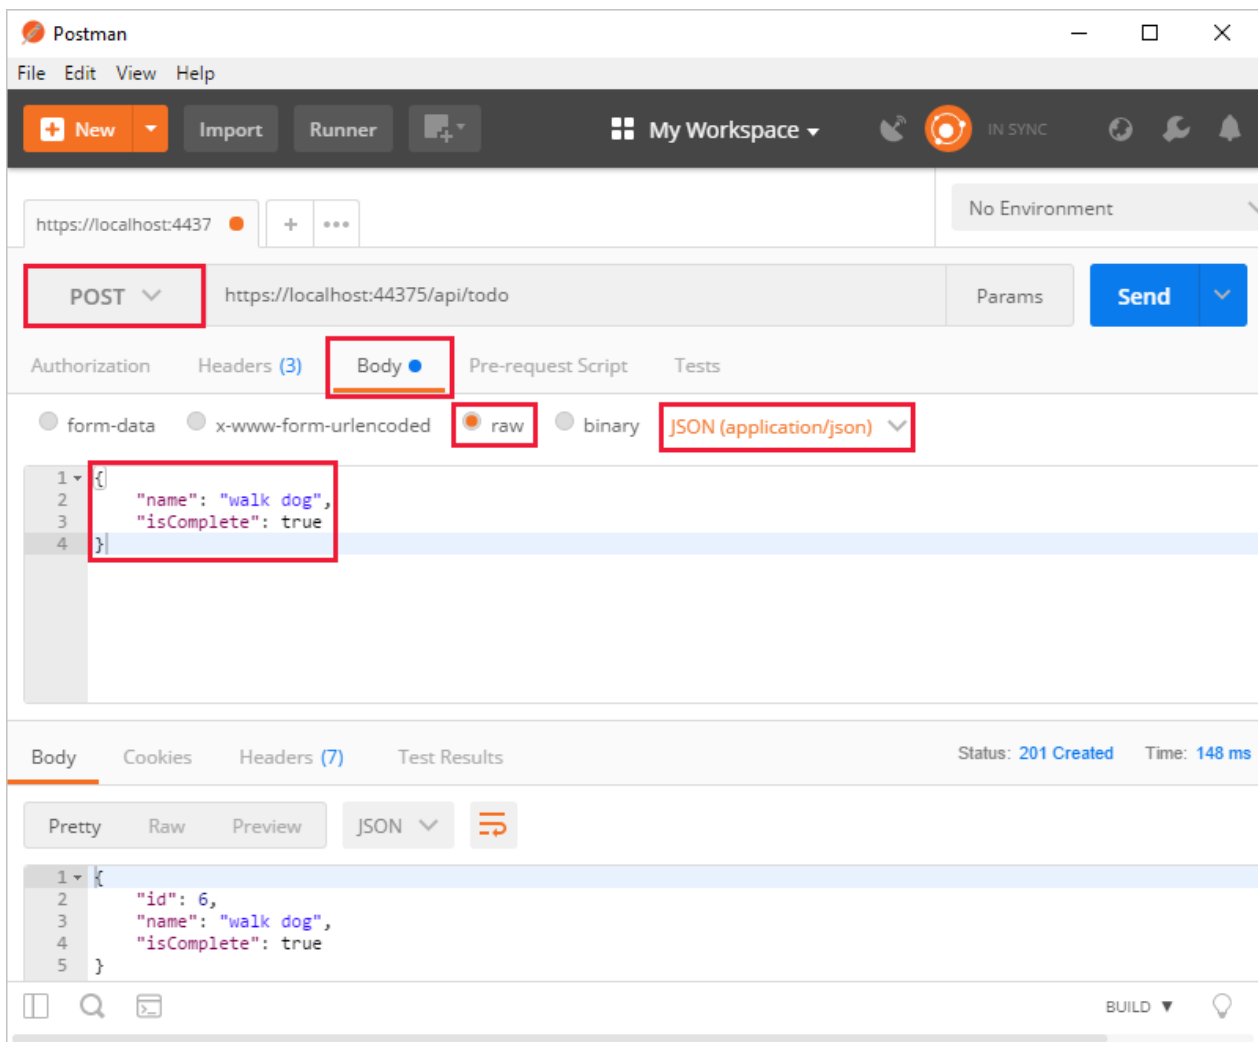 Postman
File Edit View Help
New Import Runner My Workspace IN SYNC
https://localhost:4437 + ••• No Environment
POST https://localhost:44375/api/todo Params Send
Authorization Headers (3) Body Pre-request Script Tests
form-data x-www-form-urlencoded raw binary JSON (application/json)
1 {
2 "name": "walk dog",
3 "isComplete": true
4 }
Body Cookies Headers (7) Test Results Status: 201 Created Time: 148 ms
Pretty Raw Preview JSON
1 {
2 "id": 6,
3 "name": "walk dog",
4 "isComplete": true
5 }
BUILD